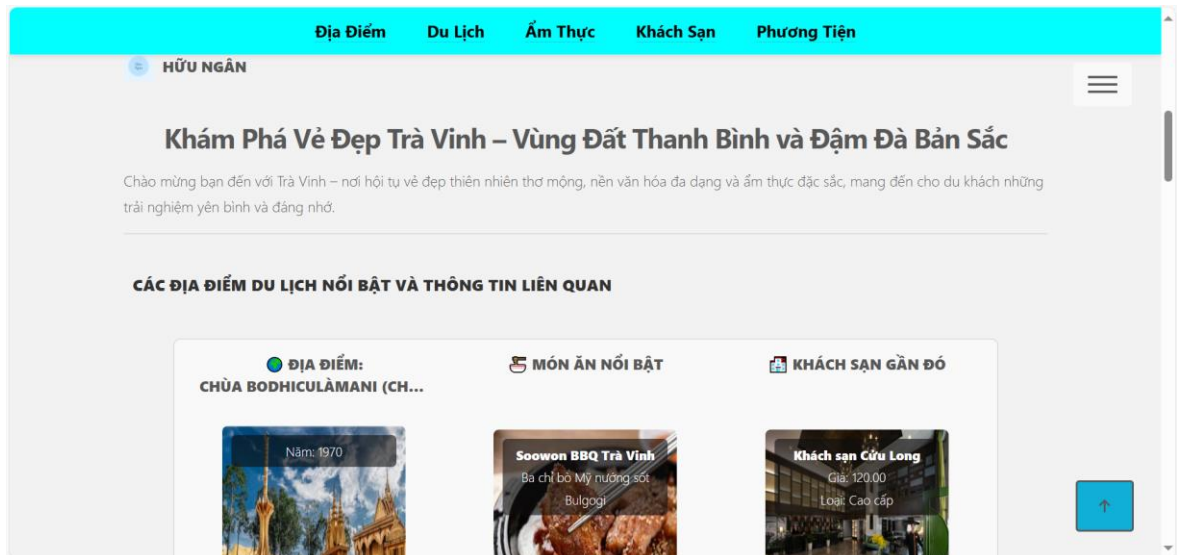 Địa Điểm Du Lịch Ẩm Thực Khách Sạn Phương Tiện
HỮU NGÂN
Khám Phá Vẻ Đẹp Trà Vinh – Vùng Đất Thanh Bình và Đậm Đà Bản Sắc
Chào mừng bạn đến với Trà Vinh – nơi hội tụ vẻ đẹp thiên nhiên thơ mộng, nền văn hóa đa dạng và ẩm thực đặc sắc, mang đến cho du khách những
trải nghiệm yên bình và đáng nhớ.
CÁC ĐỊA ĐIỂM DU LỊCH NỔI BẬT VÀ THÔNG TIN LIÊN QUAN
ĐỊA ĐIỂM:
CHÙA BODHICULÀMANI (CH...
Năm: 1970
MÓN ĂN NỔI BẬT
Soowon BBQ Trà Vinh
Ba chỉ bò Mỹ nướng sốt
Bulgogi
KHÁCH SẠN GẦN ĐÓ
Khách sạn Cửu Long
Giá: 120.00
Loại: Cao cấp